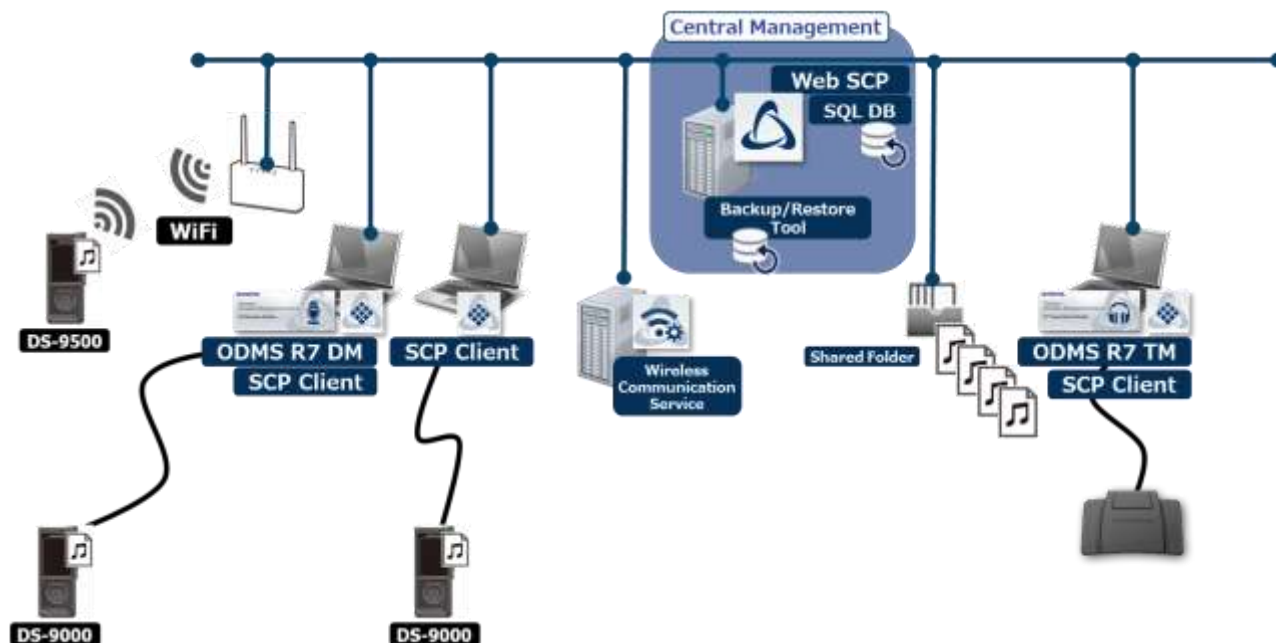 Central Management
Web SCP
SQL DB
Backup/Restore
Tool
WiFi
DS-9500
ODMS R7 DM
SCP Client
SCP Client
Wireless
Communication
Service
Shared Folder
ODMS R7 TM
SCP Client
DS-9000
DS-9000